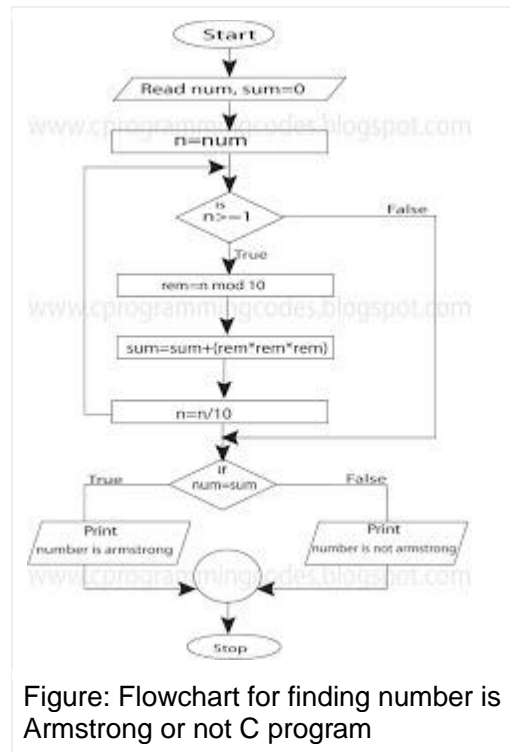 Start
Read num, sum=0
www.cprogrammingcodes.blogspot.com
n=num
is
n>=1
False
True
rem=n mod 10
www.cprogrammingcodes.blogspot.com
sum=sum+(rem*rem*rem)
n=n/10
if
num=sum
True
False
Print
number is armstrong
Print
number is not armstrong
www.cprogrammingcodes.blogspot.com
Stop
Figure: Flowchart for finding number is
Armstrong or not C program